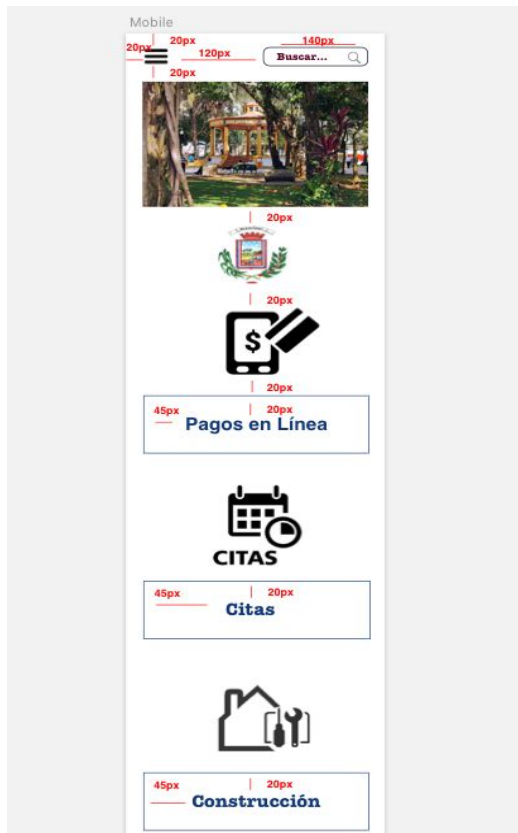 Mobile
20px
140px
20px
120px
Buscar...
20px
20px
20px
$
20px
45px
20px
Pagos en Línea
CITAS
45px
20px
Citas
45px
20px
Construcción